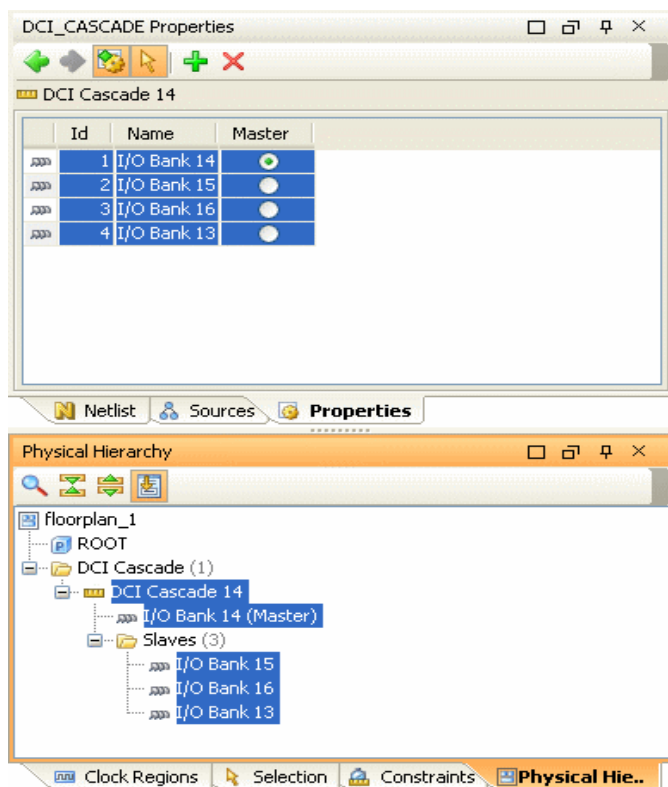 DCI_CASCADE Properties
DCI Cascade 14
Id Name Master
1 I/O Bank 14
2 I/O Bank 15
3 I/O Bank 16
4 I/O Bank 13
Netlist Sources Properties
Physical Hierarchy
floorplan_1
ROOT
DCI Cascade (1)
DCI Cascade 14
I/O Bank 14 (Master)
Slaves (3)
I/O Bank 15
I/O Bank 16
I/O Bank 13
Clock Regions Selection Constraints Physical Hie..